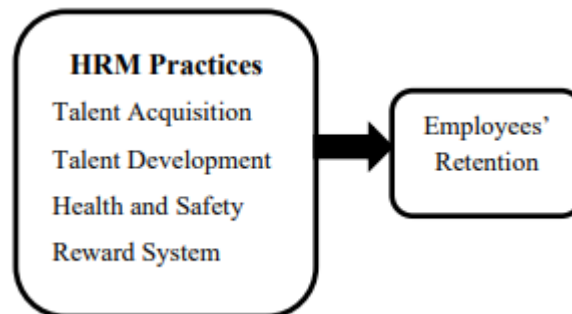 HRM Practices
Talent Acquisition
Talent Development
Health and Safety
Reward System
Employees’
Retention